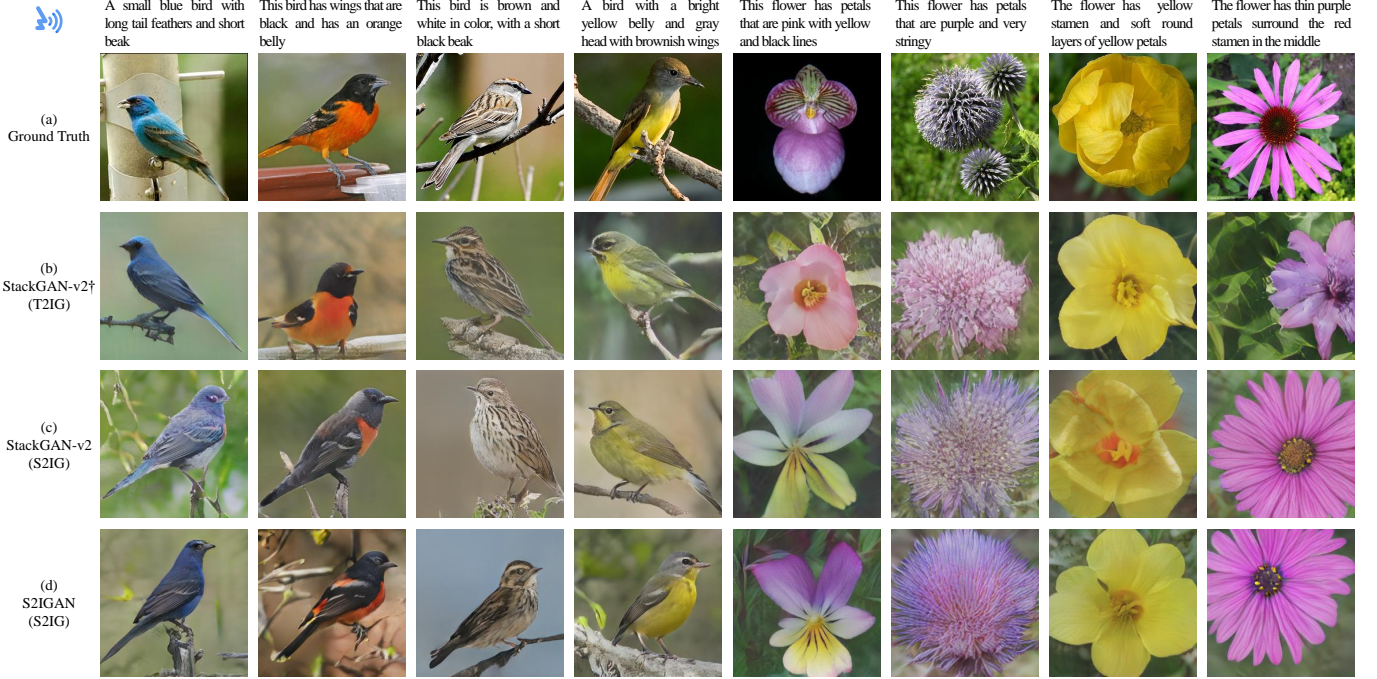 A small blue bird with
long tail feathers and short
beak
This bird has wings that are
black and has an orange
belly
This bird is brown and
white in color, with a short
black beak
A bird with a bright
yellow belly and gray
head with brownish wings
This flower has petals
that are pink with yellow
and black lines
This flower has petals
that are purple and very
stringy
The flower has yellow
stamen and soft round
layers of yellow petals
The flower has thin purple
petals surround the red
stamen in the middle
(a)
Ground Truth
(b)
StackGAN-v2†
(T2IG)
(c)
StackGAN-v2
(S2IG)
(d)
S2IGAN
(S2IG)